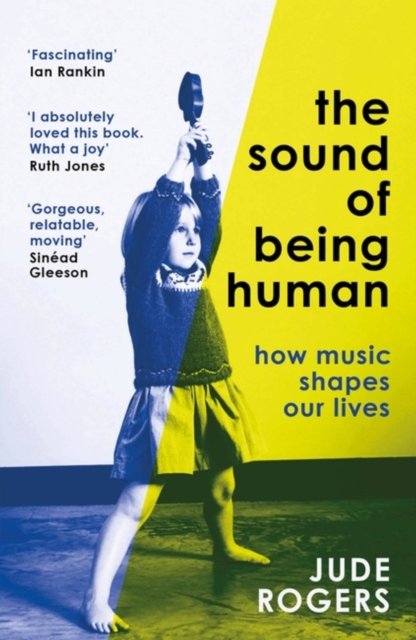 ‘Fascinating’
Ian Rankin
‘I absolutely
loved this book.
What a joy’
Ruth Jones
‘Gorgeous,
relatable,
moving’
Sinéad
Gleeson
the
sound
of
being
human
how music
shapes
our lives
JUDE
ROGERS